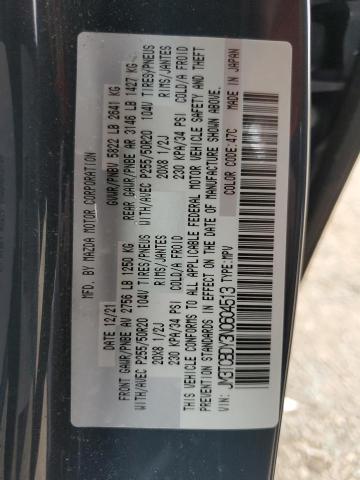 MFD. BY MAZDA MOTOR CORPORATION
DATE 12/21 GWVR/PNBV 5822 LB 2641 KG
FRONT GAWR/PNBE AV 2756 LB 1250 KG REAR GAWR/PNBE AR 3146 LB 1427 KG
WITH/AVEC P255/50R20 104V TIRES/PNEUS WITH/AVEC P255/50R20 104V TIRES/PNEUS
20X8 1/2J RIMS/JANTES 20X8 1/2J RIMS/JANTES
230 KPA/34 PSI COLD/A FROID 230 KPA/34 PSI COLD/A FROID
THIS VEHICLE CONFORMS TO ALL APPLICABLE FEDERAL MOTOR VEHICLE SAFETY BUMPER,
AND THEFT PREVENTION STANDARDS IN EFFECT ON THE DATE OF MANUFACTURE SHOWN ABOVE.
COLOR CODE: 47C MADE IN JAPAN
VIN: JM3TCBDY3N0604513 TYPE: MPV